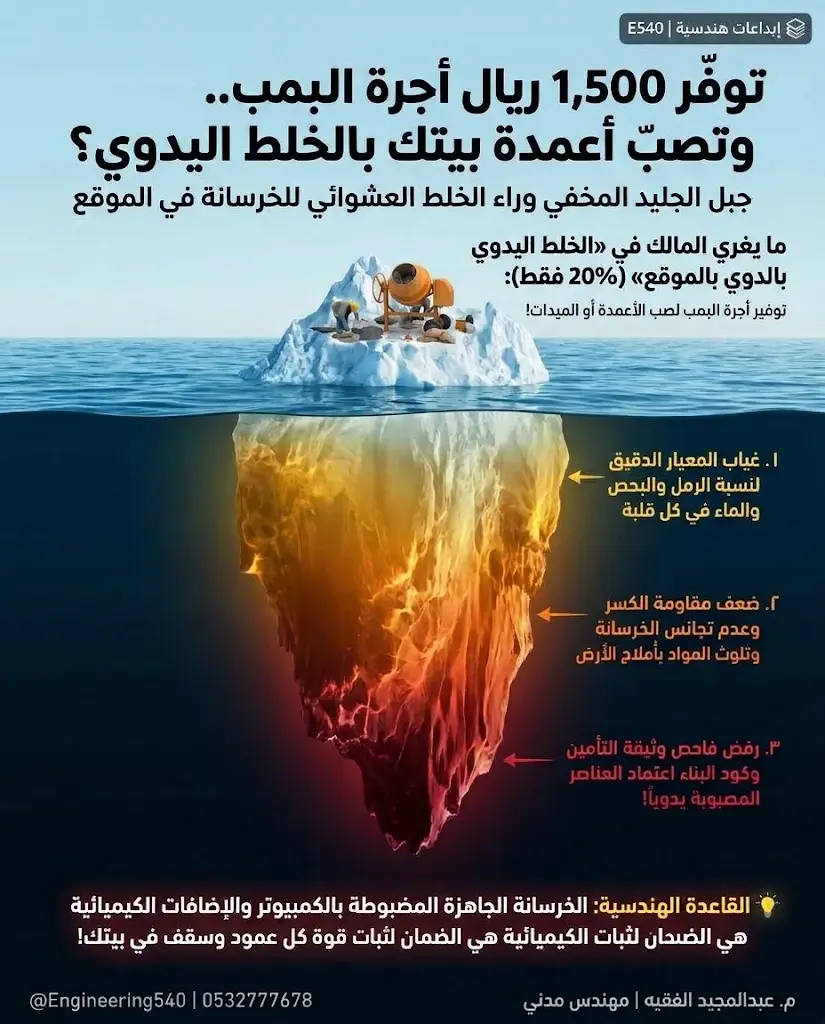 إبداعات هندسية | E540
توفّر 1,500 ريال أجرة البمب..
وتصبّ أعمدة بيتك بالخلط اليدوي؟
جبل الجليد المخفي وراء الخلط العشوائي للخرسانة في الموقع
ما يغري المالك في «الخلط اليدوي
بالدوي بالموقع» (20% فقط):
توفير أجرة البمب لصب الأعمدة أو الميدات!
١. غياب المعيار الدقيق
لنسبة الرمل والبحص
والماء في كل قلبة
٢. ضعف مقاومة الكسر
وعدم تجانس الخرسانة
وتلوث المواد بأملاح الأرض
٣. رفض فاحص وثيقة التأمين
وكود البناء اعتماد العناصر
المصبوبة يدوياً!
القاعدة الهندسية: الخرسانة الجاهزة المضبوطة بالكمبيوتر والإضافات الكيميائية
هي الضحان لثبات الكيميائية هي الضمان لثبات قوة كل عمود وسقف في بيتك!
م. عبدالمجيد الفقيه | مهندس مدني
@Engineering540 | 0532777678